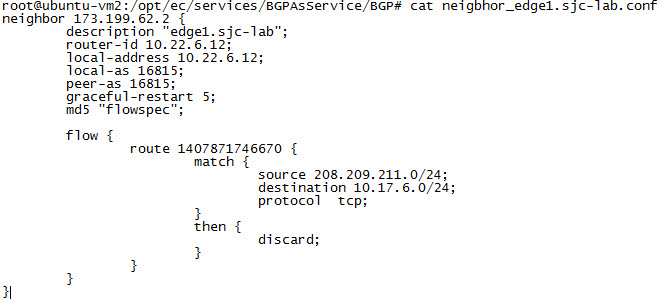 root@ubuntu-vm2:/opt/ec/services/BGPAsService/BGP# cat neigbhor_edge1.sjc-lab.conf
neighbor 173.199.62.2 {
        description "edge1.sjc-lab";
        router-id 10.22.6.12;
        local-address 10.22.6.12;
        local-as 16815;
        peer-as 16815;
        graceful-restart 5;
        md5 "flowspec";

        flow {
                route 1407871746670 {
                        match {
                                source 208.209.211.0/24;
                                destination 10.17.6.0/24;
                                protocol  tcp;
                        }
                        then {
                                discard;
                        }
                }
        }
}